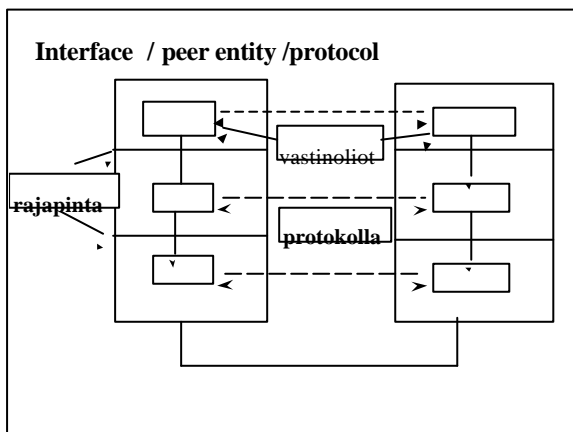 Interface / peer entity /protocol
vastinoliot
rajapinta
protokolla